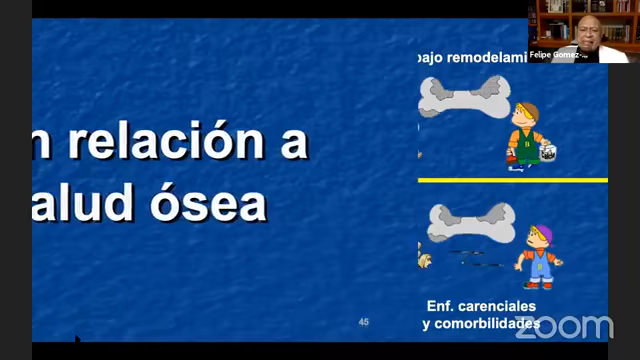 n relación a
alud ósea
bajo remodelami
Enf. carenciales
y comorbilidades
45
Felipe Gomez-...
zoom